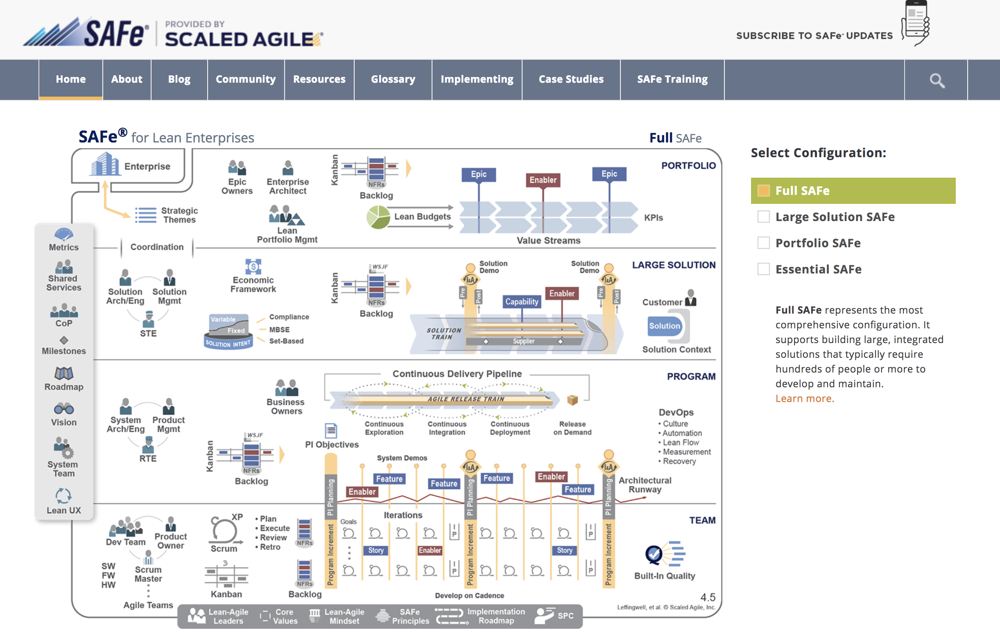 SAFe®
PROVIDED BY
SCALED AGILE®
SUBSCRIBE TO SAFe® UPDATES
Home
About
Blog
Community
Resources
Glossary
Implementing
Case Studies
SAFe Training
SAFe® for Lean Enterprises
Full SAFe
Select Configuration:
Full SAFe
Large Solution SAFe
Portfolio SAFe
Essential SAFe
Full SAFe represents the most
comprehensive configuration. It
supports building large, integrated
solutions that typically require
hundreds of people or more to
develop and maintain.
Learn more.
Enterprise
Strategic
Themes
Epic
Owners
Enterprise
Architect
Lean
Portfolio Mgmt
Kanban
NFRs
Backlog
Lean Budgets
Epic
Enabler
Epic
Value Streams
KPIs
PORTFOLIO
Metrics
Shared
Services
CoP
Milestones
Roadmap
Vision
System
Team
Lean UX
Coordination
Solution
Arch/Eng
Solution
Mgmt
STE
Economic
Framework
Variable
Fixed
SOLUTION INTENT
Compliance
MBSE
Set-Based
Kanban
WSJF
NFRs
Backlog
Solution
Demo
I&A
Pre
Post
Capability
Enabler
Solution
Demo
I&A
Pre
Post
SOLUTION
TRAIN
Supplier
LARGE SOLUTION
Customer
Solution
Solution Context
System
Arch/Eng
Product
Mgmt
RTE
Business
Owners
Kanban
WSJF
NFRs
Backlog
PI Objectives
Continuous Delivery Pipeline
AGILE RELEASE TRAIN
Continuous
Exploration
Continuous
Integration
Continuous
Deployment
Release
on Demand
PROGRAM
DevOps
• Culture
• Automation
• Lean Flow
• Measurement
• Recovery
System Demos
I&A
I&A
PI Planning
Enabler
Feature
Feature
PI Planning
Feature
Enabler
Feature
PI Planning
Architectural
Runway
Dev Team
Product
Owner
Scrum
Master
SW
FW
HW
Agile Teams
XP
Scrum
3
Kanban
• Plan
• Execute
• Review
• Retro
NFRs
NFRs
Backlog
Program Increment
Goals
Iterations
Story
Enabler
I
P
I
P
Program Increment
Story
I
P
I
P
Program Increment
Develop on Cadence
TEAM
Built-In Quality
4.5
Leffingwell, et al. © Scaled Agile, Inc.
Lean-Agile
Leaders
Core
Values
Lean-Agile
Mindset
SAFe
Principles
Implementation
Roadmap
SPC